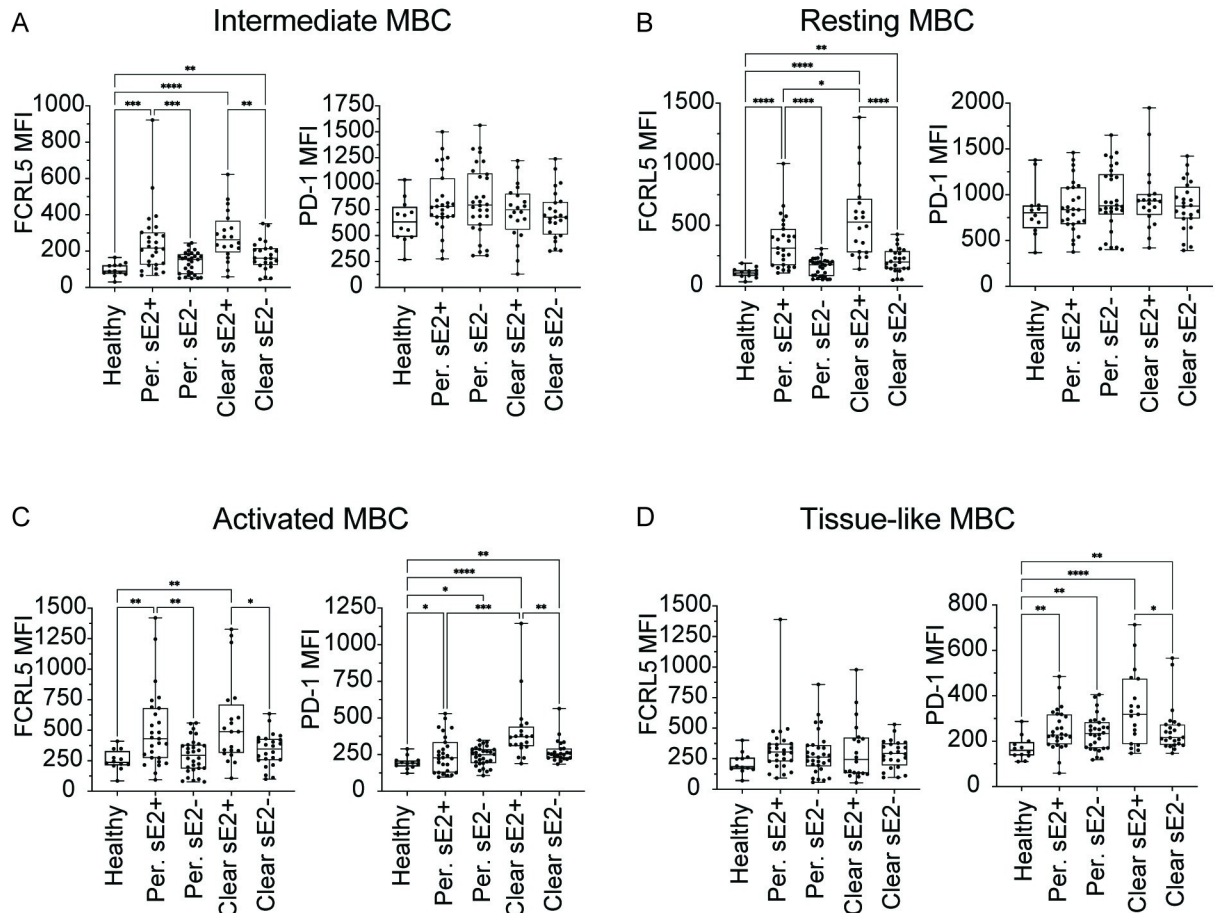 A
Intermediate MBC
**
****
*** *** **
FCRL5 MFI
1000
800
600
400
200
0
Healthy
Per. sE2+
Per. sE2-
Clear sE2+
Clear sE2-
PD-1 MFI
1750
1500
1250
1000
750
500
250
0
Healthy
Per. sE2+
Per. sE2-
Clear sE2+
Clear sE2-
B
Resting MBC
**
****
*
**** **** ****
FCRL5 MFI
1500
1000
500
0
Healthy
Per. sE2+
Per. sE2-
Clear sE2+
Clear sE2-
PD-1 MFI
2000
1500
1000
500
0
Healthy
Per. sE2+
Per. sE2-
Clear sE2+
Clear sE2-
C
Activated MBC
**
** ** *
FCRL5 MFI
1500
1250
1000
750
500
250
0
Healthy
Per. sE2+
Per. sE2-
Clear sE2+
Clear sE2-
**
****
*
* *** **
PD-1 MFI
1250
1000
750
500
250
0
Healthy
Per. sE2+
Per. sE2-
Clear sE2+
Clear sE2-
D
Tissue-like MBC
FCRL5 MFI
1500
1250
1000
750
500
250
0
Healthy
Per. sE2+
Per. sE2-
Clear sE2+
Clear sE2-
**
****
**
** *
PD-1 MFI
800
600
400
200
0
Healthy
Per. sE2+
Per. sE2-
Clear sE2+
Clear sE2-